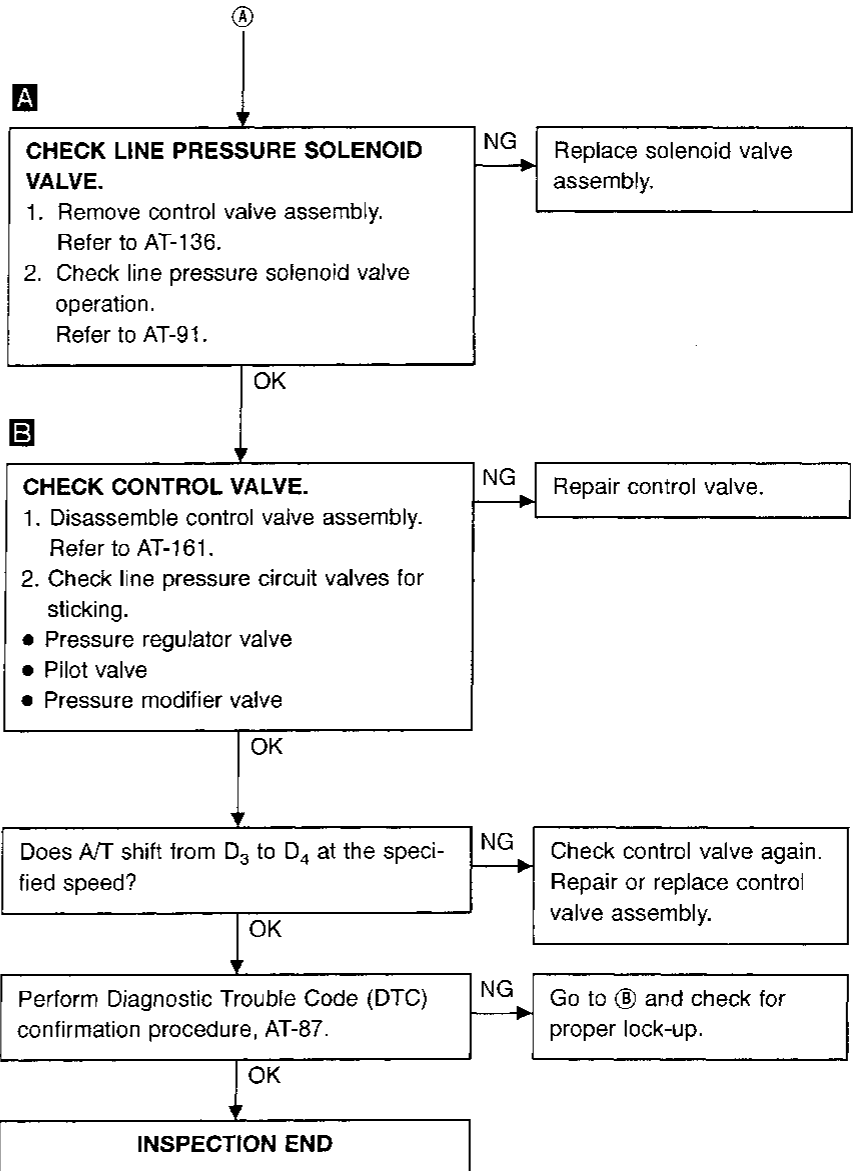 Ⓐ
A
CHECK LINE PRESSURE SOLENOID
VALVE.
1. Remove control valve assembly.
Refer to AT-136.
2. Check line pressure solenoid valve
operation.
Refer to AT-91.
NG
Replace solenoid valve
assembly.
OK
B
CHECK CONTROL VALVE.
1. Disassemble control valve assembly.
Refer to AT-161.
2. Check line pressure circuit valves for
sticking.
● Pressure regulator valve
● Pilot valve
● Pressure modifier valve
NG
Repair control valve.
OK
Does A/T shift from D₃ to D₄ at the speci-
fied speed?
NG
Check control valve again.
Repair or replace control
valve assembly.
OK
Perform Diagnostic Trouble Code (DTC)
confirmation procedure, AT-87.
NG
Go to Ⓑ and check for
proper lock-up.
OK
INSPECTION END